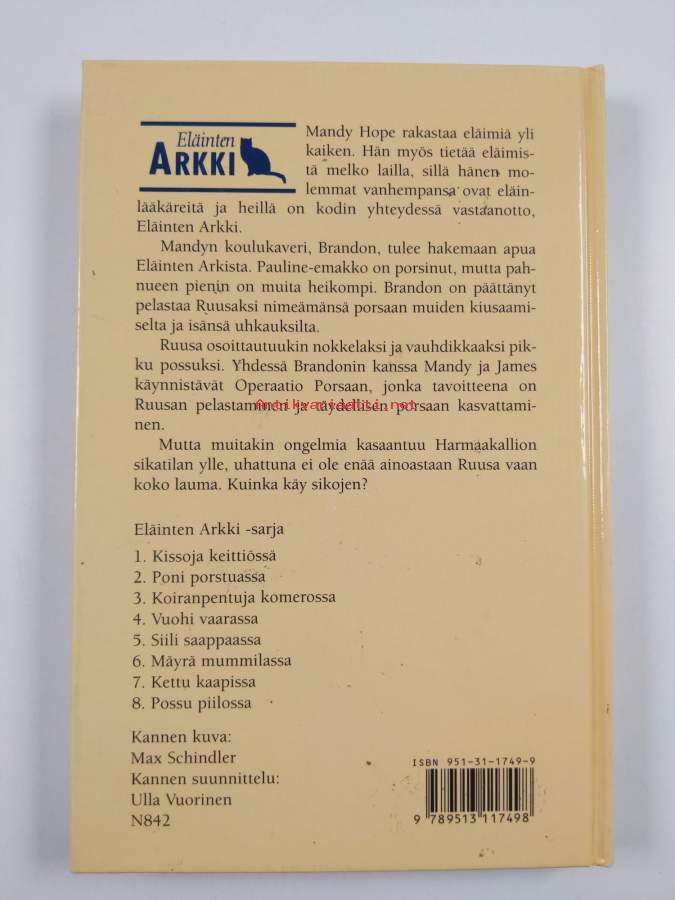 Eläinten
ARKKI
Mandy Hope rakastaa eläimiä yli
kaiken. Hän myös tietää eläimis-
tä melko lailla, sillä hänen mo-
lemmat vanhempansa ovat eläin-
lääkäreitä ja heillä on kodin yhteydessä vastaanotto,
Eläinten Arkki.
Mandyn koulukaveri, Brandon, tulee hakemaan apua
Eläinten Arkista. Pauline-emakko on porsinut, mutta pah-
nueen pienin on muita heikompi. Brandon on päättänyt
pelastaa Ruusaksi nimeämänsä porsaan muiden kiusaami-
selta ja isänsä uhkauksilta.
Ruusa osoittautuukin nokkelaksi ja vauhdikkaaksi pik-
ku possuksi. Yhdessä Brandonin kanssa Mandy ja James
käynnistävät Operaatio Porsaan, jonka tavoitteena on
Ruusan pelastaminen ja täydellisen porsaan kasvattami-
nen.
Antikvariaatti.net
Mutta muitakin ongelmia kasaantuu Harmaakallion
sikatilan ylle, uhattuna ei ole enää ainoastaan Ruusa vaan
koko lauma. Kuinka käy sikojen?
Eläinten Arkki -sarja
1. Kissoja keittiössä
2. Poni porstuassa
3. Koiranpentuja komerossa
4. Vuohi vaarassa
5. Siili saappaassa
6. Mäyrä mummilassa
7. Kettu kaapissa
8. Possu piilossa
Kannen kuva:
Max Schindler
Kannen suunnittelu:
Ulla Vuorinen
N842
ISBN 951-31-1749-9
9 789513 117498